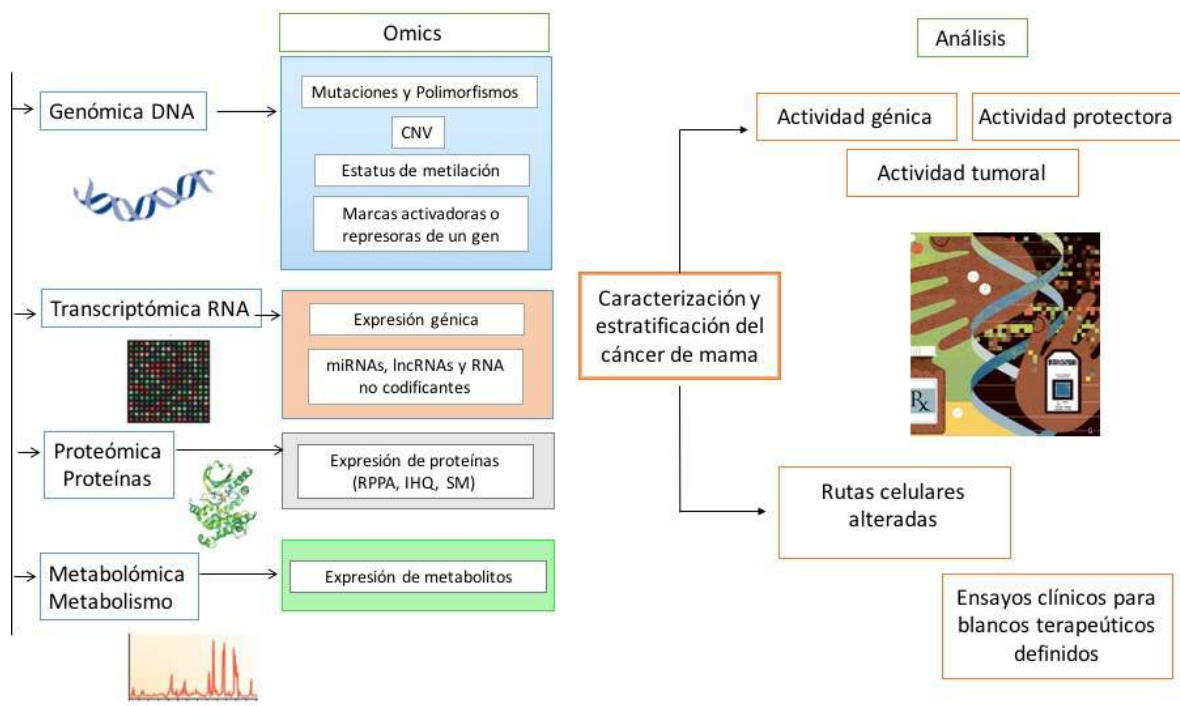 Omics
Análisis
Genómica DNA
Mutaciones y Polimorfismos
CNV
Estatus de metilación
Marcas activadoras o
represoras de un gen
Transcriptómica RNA
Expresión génica
miRNAs, lncRNAs y RNA
no codificantes
Proteómica
Proteínas
Expresión de proteínas
(RPPA, IHQ, SM)
Metabolómica
Metabolismo
Expresión de metabolitos
Caracterización y
estratificación del
cáncer de mama
Actividad génica
Actividad protectora
Actividad tumoral
Rx
Rutas celulares
alteradas
Ensayos clínicos para
blancos terapeúticos
definidos